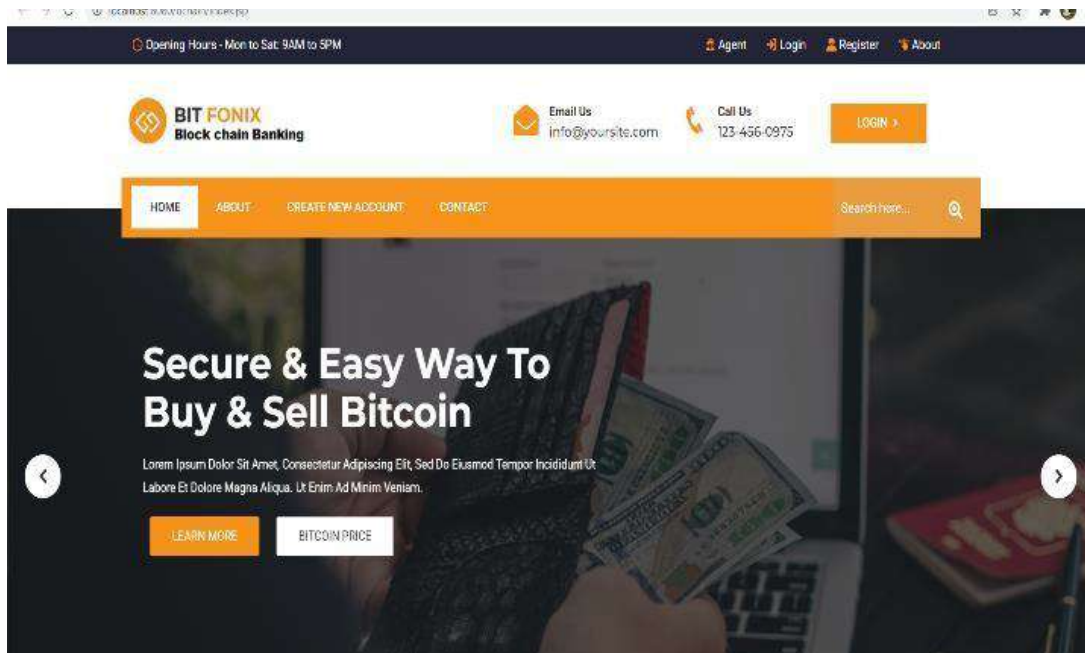 Opening Hours - Mon to Sat: 9AM to 5PM
Agent Login Register About
BIT FONIX
Block chain Banking
Email Us
info@yoursite.com
Call Us
123-456-0975
LOGIN
HOME ABOUT CREATE NEW ACCOUNT CONTACT
Search here...
Secure & Easy Way To
Buy & Sell Bitcoin
Lorem Ipsum Dolor Sit Amet, Consectetur Adipiscing Elit, Sed Do Eiusmod Tempor Incididunt Ut
Labore Et Dolore Magna Aliqua. Ut Enim Ad Minim Veniam.
LEARN MORE BITCOIN PRICE